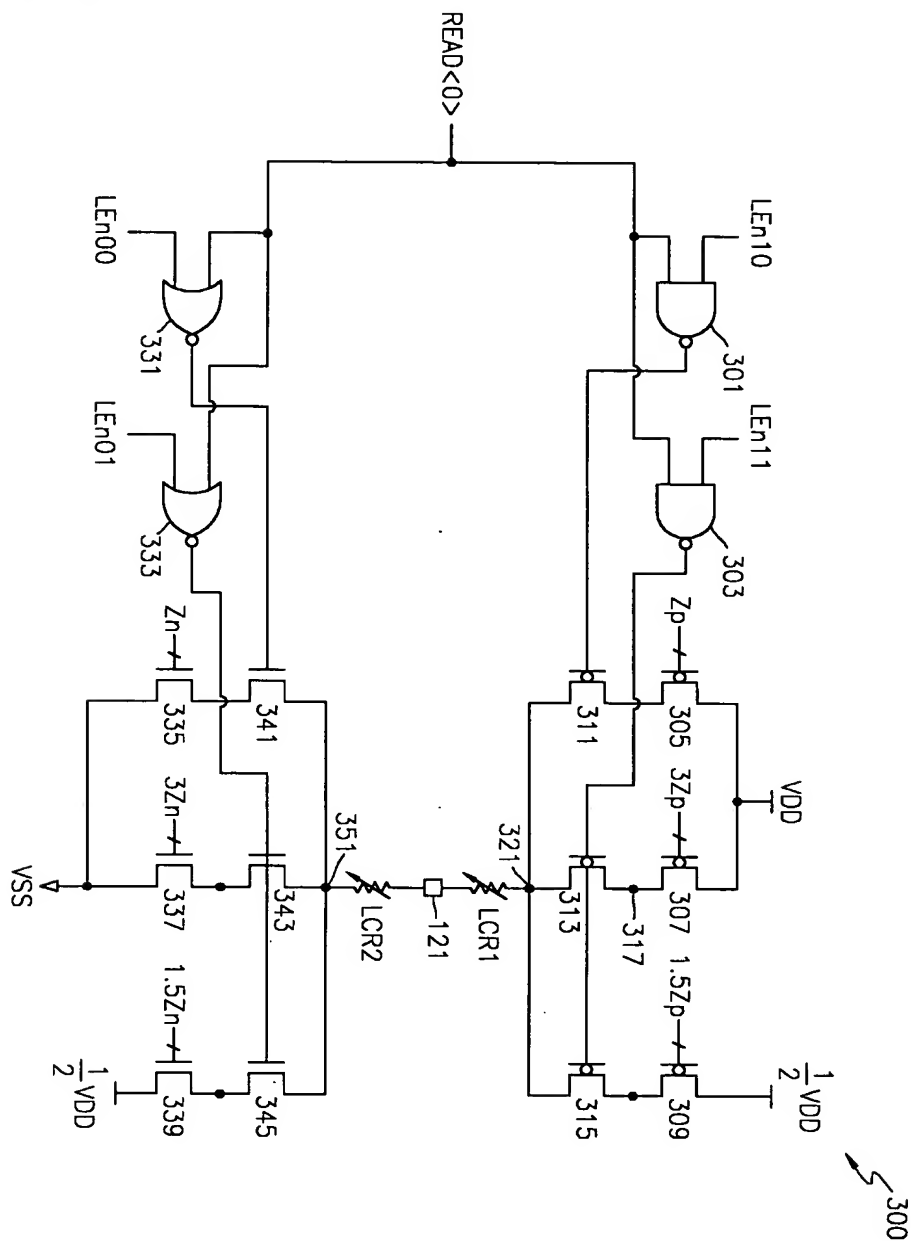 300
READ<0>
LEn10
301
LEn11
303
Zp
305
3Zp
307
1.5Zp
309
VDD
1/2 VDD
311
313
315
317
321
LCR1
121
LCR2
351
LEn00
331
LEn01
333
341
343
345
Zn
335
3Zn
337
1.5Zn
339
VSS
1/2 VDD